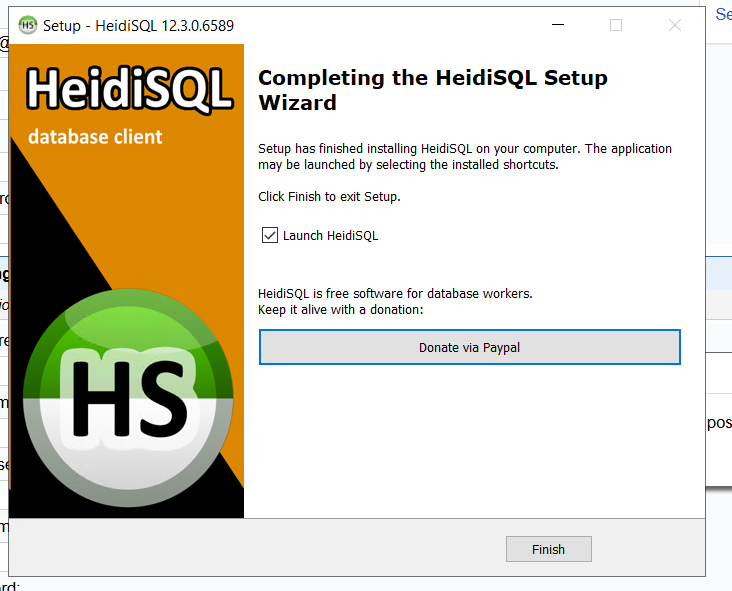 Setup - HeidiSQL 12.3.0.6589
HeidiSQL
database client
HS
Completing the HeidiSQL Setup
Wizard
Setup has finished installing HeidiSQL on your computer. The application
may be launched by selecting the installed shortcuts.
Click Finish to exit Setup.
Launch HeidiSQL
HeidiSQL is free software for database workers.
Keep it alive with a donation:
Donate via Paypal
Finish